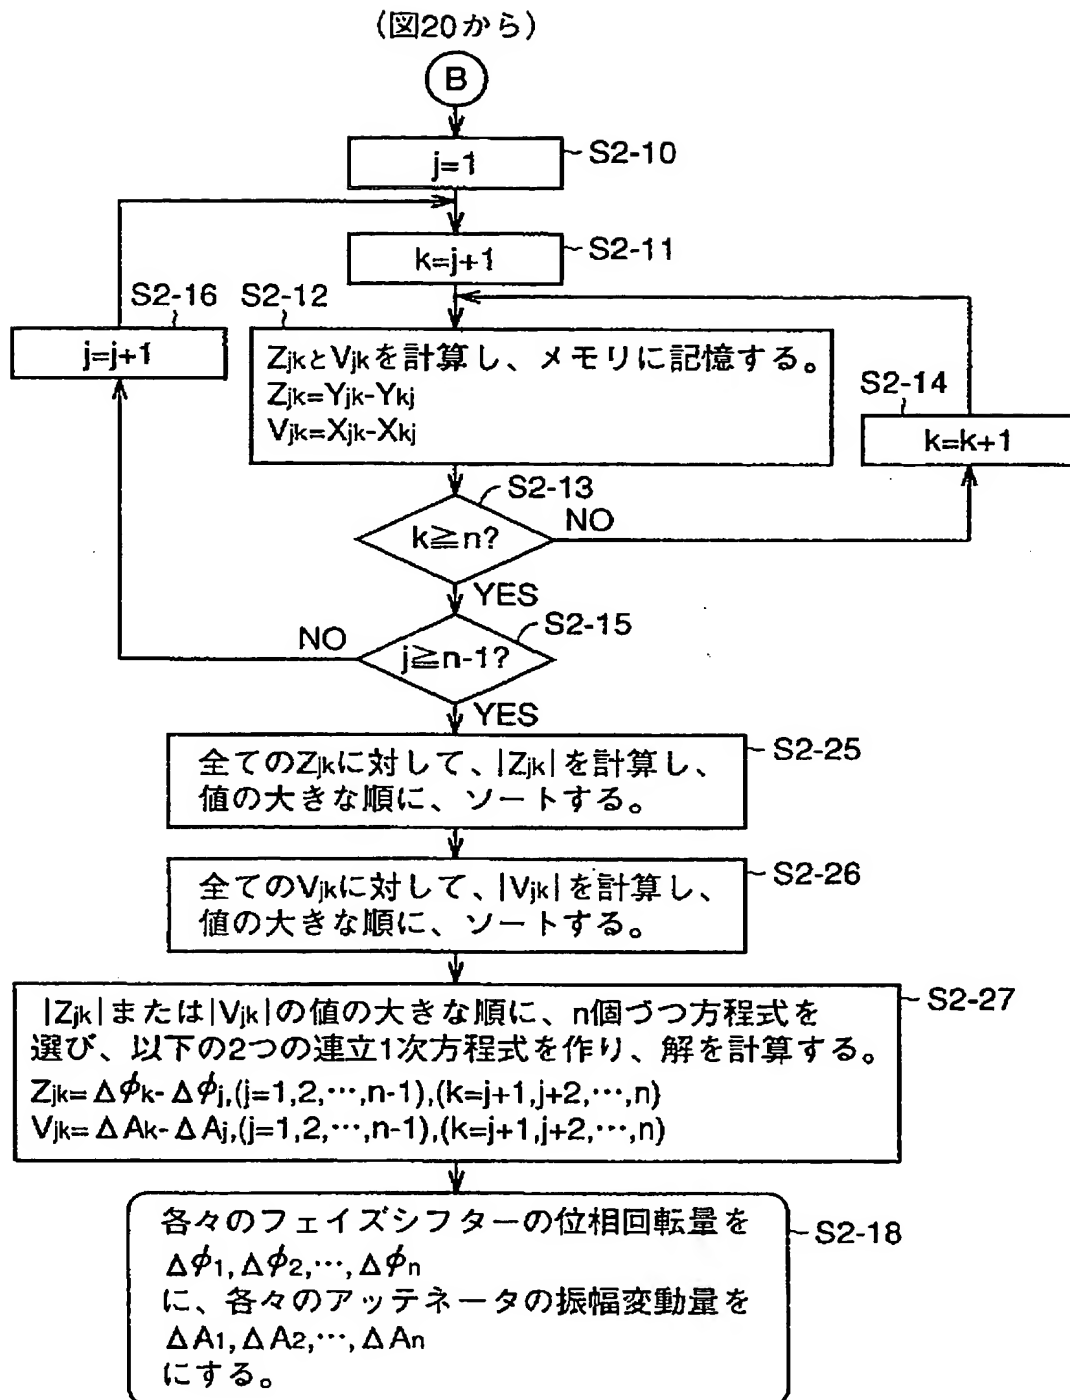 (図20から)
B
j=1
S2-10
k=j+1
S2-11
S2-16
j=j+1
S2-12
ZjkとVjkを計算し、メモリに記憶する。
Zjk=Yjk-Ykj
Vjk=Xjk-Xkj
S2-14
k=k+1
S2-13
k≧n?
NO
YES
S2-15
j≧n-1?
NO
YES
S2-25
全てのZjkに対して、|Zjk|を計算し、
値の大きな順に、ソートする。
S2-26
全てのVjkに対して、|Vjk|を計算し、
値の大きな順に、ソートする。
S2-27
|Zjk|または|Vjk|の値の大きな順に、n個づつ方程式を
選び、以下の2つの連立1次方程式を作り、解を計算する。
Zjk=Δϕk-Δϕj,(j=1,2,…,n-1),(k=j+1,j+2,…,n)
Vjk=ΔAk-ΔAj,(j=1,2,…,n-1),(k=j+1,j+2,…,n)
S2-18
各々のフェイズシフターの位相回転量を
Δϕ1,Δϕ2,…,Δϕn
に、各々のアッテネータの振幅変動量を
ΔA1,ΔA2,…,ΔAn
にする。